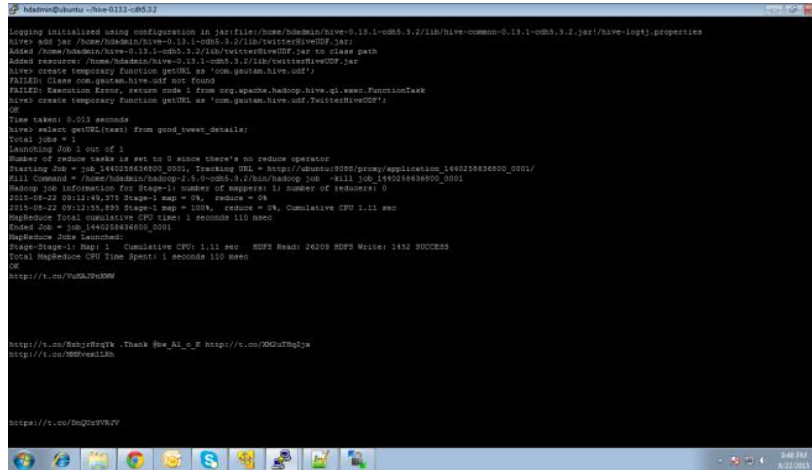 hdadmin@ubuntu: ~/hive-0.13.1-cdh5.3.2
Logging initialized using configuration in jar:file:/home/hdadmin/hive-0.13.1-cdh5.3.2/lib/hive-common-0.13.1-cdh5.3.2.jar!/hive-log4j.properties
hive> add jar /home/hdadmin/hive-0.13.1-cdh5.3.2/lib/twitterHiveUDF.jar;
Added /home/hdadmin/hive-0.13.1-cdh5.3.2/lib/twitterHiveUDF.jar to class path
Added resource: /home/hdadmin/hive-0.13.1-cdh5.3.2/lib/twitterHiveUDF.jar
hive> create temporary function getURL as 'com.gautam.hive.udf';
FAILED: Class com.gautam.hive.udf not found
FAILED: Execution Error, return code 1 from org.apache.hadoop.hive.ql.exec.FunctionTask
hive> create temporary function getURL as 'com.gautam.hive.udf.TwitterHiveUDF';
OK
Time taken: 0.013 seconds
hive> select getURL(text) from good_tweet_details;
Total jobs = 1
Launching Job 1 out of 1
Number of reduce tasks is set to 0 since there's no reduce operator
Starting Job = job_1440258636800_0001, Tracking URL = http://ubuntu:8088/proxy/application_1440258636800_0001/
Kill Command = /home/hdadmin/hadoop-2.5.0-cdh5.3.2/bin/hadoop job -kill job_1440258636800_0001
Hadoop job information for Stage-1: number of mappers: 1; number of reducers: 0
2015-08-22 09:12:49,375 Stage-1 map = 0%, reduce = 0%
2015-08-22 09:12:55,893 Stage-1 map = 100%, reduce = 0%, Cumulative CPU 1.11 sec
MapReduce Total cumulative CPU time: 1 seconds 110 msec
Ended Job = job_1440258636800_0001
MapReduce Jobs Launched:
Stage-Stage-1: Map: 1 Cumulative CPU: 1.11 sec HDFS Read: 26209 HDFS Write: 1432 SUCCESS
Total MapReduce CPU Time Spent: 1 seconds 110 msec
OK
.Thank @be_Al_o_K
9:48 PM